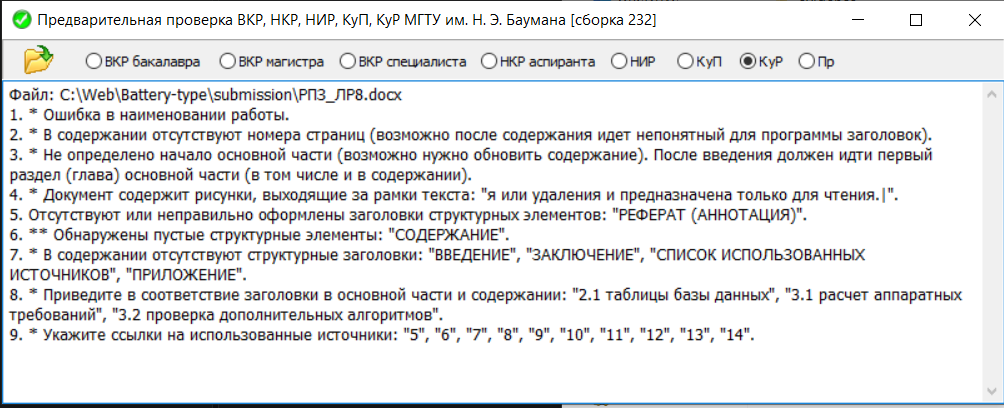 Предварительная проверка ВКР, НКР, НИР, КуП, КуР МГТУ им. Н. Э. Баумана [сборка 232]
ВКР бакалавра ВКР магистра ВКР специалиста НКР аспиранта НИР КуП КуР Пр
Файл: C:\Web\Battery-type\submission\РПЗ_ЛР8.docx
1. * Ошибка в наименовании работы.
2. * В содержании отсутствуют номера страниц (возможно после содержания идет непонятный для программы заголовок).
3. * Не определено начало основной части (возможно нужно обновить содержание). После введения должен идти первый
раздел (глава) основной части (в том числе и в содержании).
4. * Документ содержит рисунки, выходящие за рамки текста: "я или удаления и предназначена только для чтения.|".
5. Отсутствуют или неправильно оформлены заголовки структурных элементов: "РЕФЕРАТ (АННОТАЦИЯ)".
6. ** Обнаружены пустые структурные элементы: "СОДЕРЖАНИЕ".
7. * В содержании отсутствуют структурные заголовки: "ВВЕДЕНИЕ", "ЗАКЛЮЧЕНИЕ", "СПИСОК ИСПОЛЬЗОВАННЫХ
ИСТОЧНИКОВ", "ПРИЛОЖЕНИЕ".
8. * Приведите в соответствие заголовки в основной части и содержании: "2.1 таблицы базы данных", "3.1 расчет аппаратных
требований", "3.2 проверка дополнительных алгоритмов".
9. * Укажите ссылки на использованные источники: "5", "6", "7", "8", "9", "10", "11", "12", "13", "14".